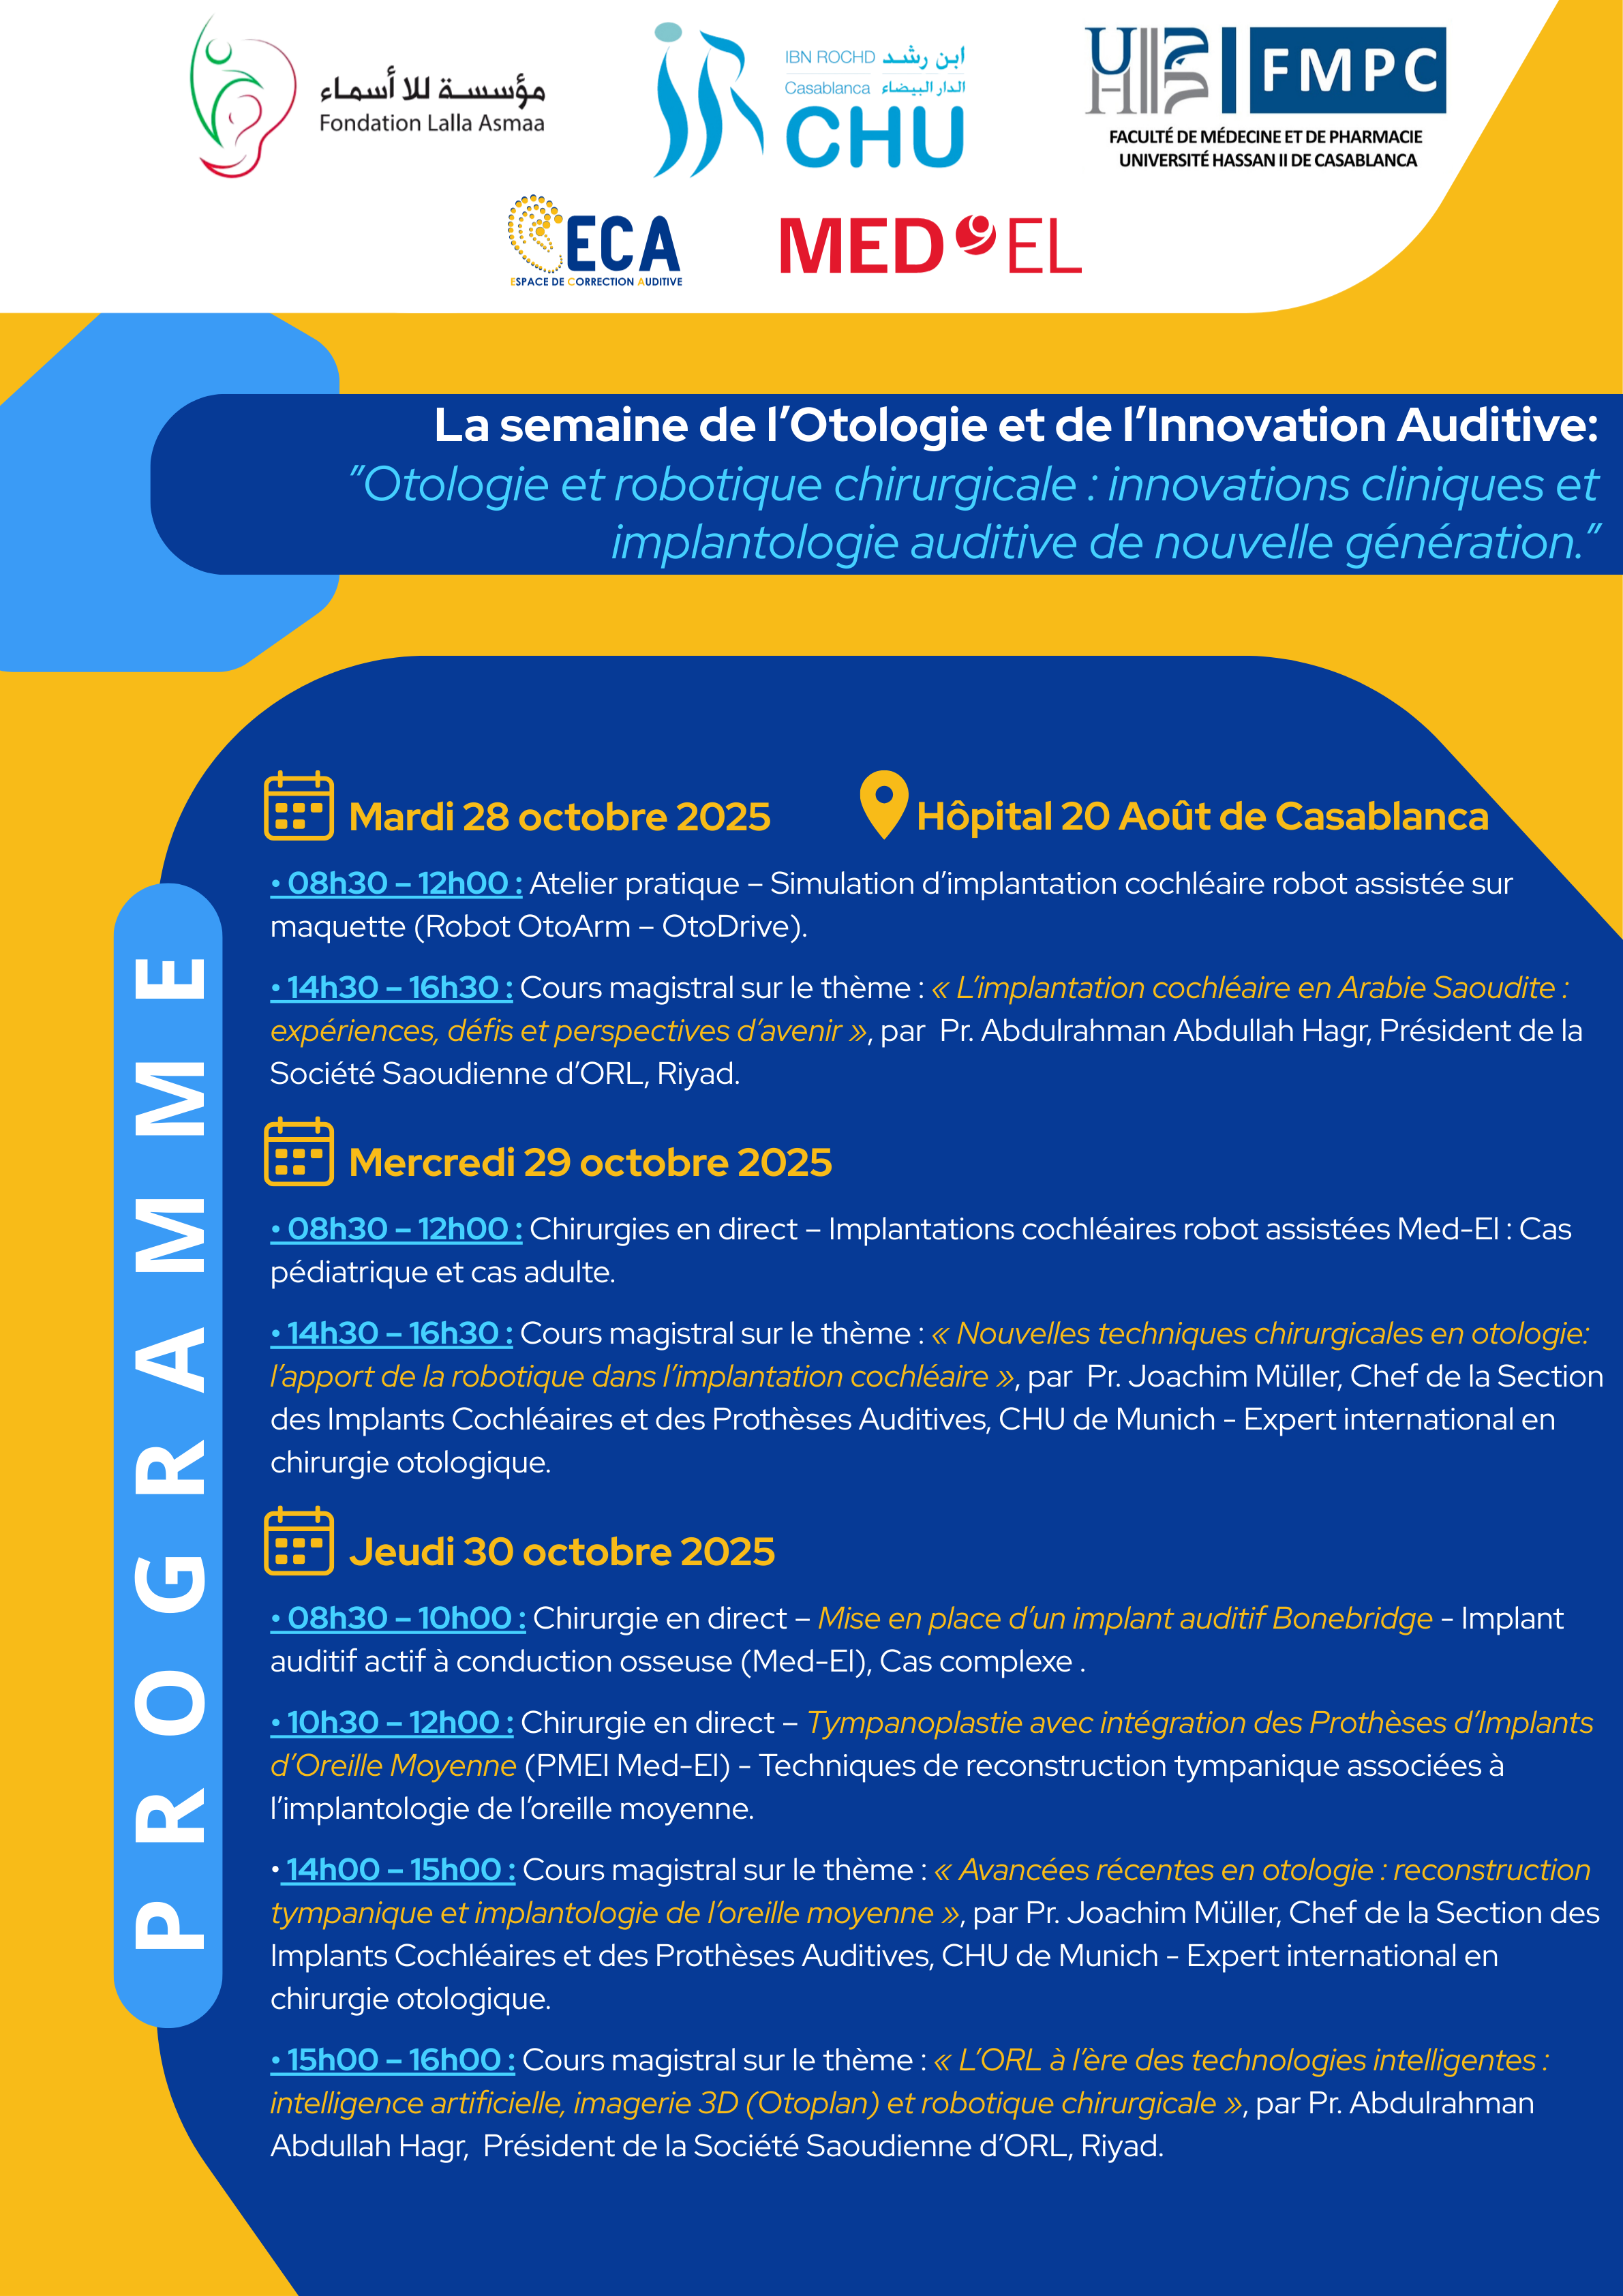 مؤسسة للا أسماء
Fondation Lalla Asmaa
IBN ROCHD ابن رشد
Casablanca الدار البيضاء
CHU
UH
FMPC
FACULTÉ DE MÉDECINE ET DE PHARMACIE
UNIVERSITÉ HASSAN II DE CASABLANCA
ECA
ESPACE DE CORRECTION AUDITIVE
MED EL
La semaine de l’Otologie et de l’Innovation Auditive:
”Otologie et robotique chirurgicale : innovations cliniques et
implantologie auditive de nouvelle génération.”
PROGRAMME
Mardi 28 octobre 2025
Hôpital 20 Août de Casablanca
• 08h30 – 12h00 : Atelier pratique – Simulation d’implantation cochléaire robot assistée sur
maquette (Robot OtoArm – OtoDrive).
• 14h30 – 16h30 : Cours magistral sur le thème : « L’implantation cochléaire en Arabie Saoudite :
expériences, défis et perspectives d’avenir », par Pr. Abdulrahman Abdullah Hagr, Président de la
Société Saoudienne d’ORL, Riyad.
Mercredi 29 octobre 2025
• 08h30 – 12h00 : Chirurgies en direct – Implantations cochléaires robot assistées Med-El : Cas
pédiatrique et cas adulte.
• 14h30 – 16h30 : Cours magistral sur le thème : « Nouvelles techniques chirurgicales en otologie:
l’apport de la robotique dans l’implantation cochléaire », par Pr. Joachim Müller, Chef de la Section
des Implants Cochléaires et des Prothèses Auditives, CHU de Munich - Expert international en
chirurgie otologique.
Jeudi 30 octobre 2025
• 08h30 – 10h00 : Chirurgie en direct – Mise en place d’un implant auditif Bonebridge - Implant
auditif actif à conduction osseuse (Med-El), Cas complexe .
• 10h30 – 12h00 : Chirurgie en direct – Tympanoplastie avec intégration des Prothèses d’Implants
d’Oreille Moyenne (PMEI Med-El) - Techniques de reconstruction tympanique associées à
l’implantologie de l’oreille moyenne.
• 14h00 – 15h00 : Cours magistral sur le thème : « Avancées récentes en otologie : reconstruction
tympanique et implantologie de l’oreille moyenne », par Pr. Joachim Müller, Chef de la Section des
Implants Cochléaires et des Prothèses Auditives, CHU de Munich - Expert international en
chirurgie otologique.
• 15h00 – 16h00 : Cours magistral sur le thème : « L’ORL à l’ère des technologies intelligentes :
intelligence artificielle, imagerie 3D (Otoplan) et robotique chirurgicale », par Pr. Abdulrahman
Abdullah Hagr, Président de la Société Saoudienne d’ORL, Riyad.